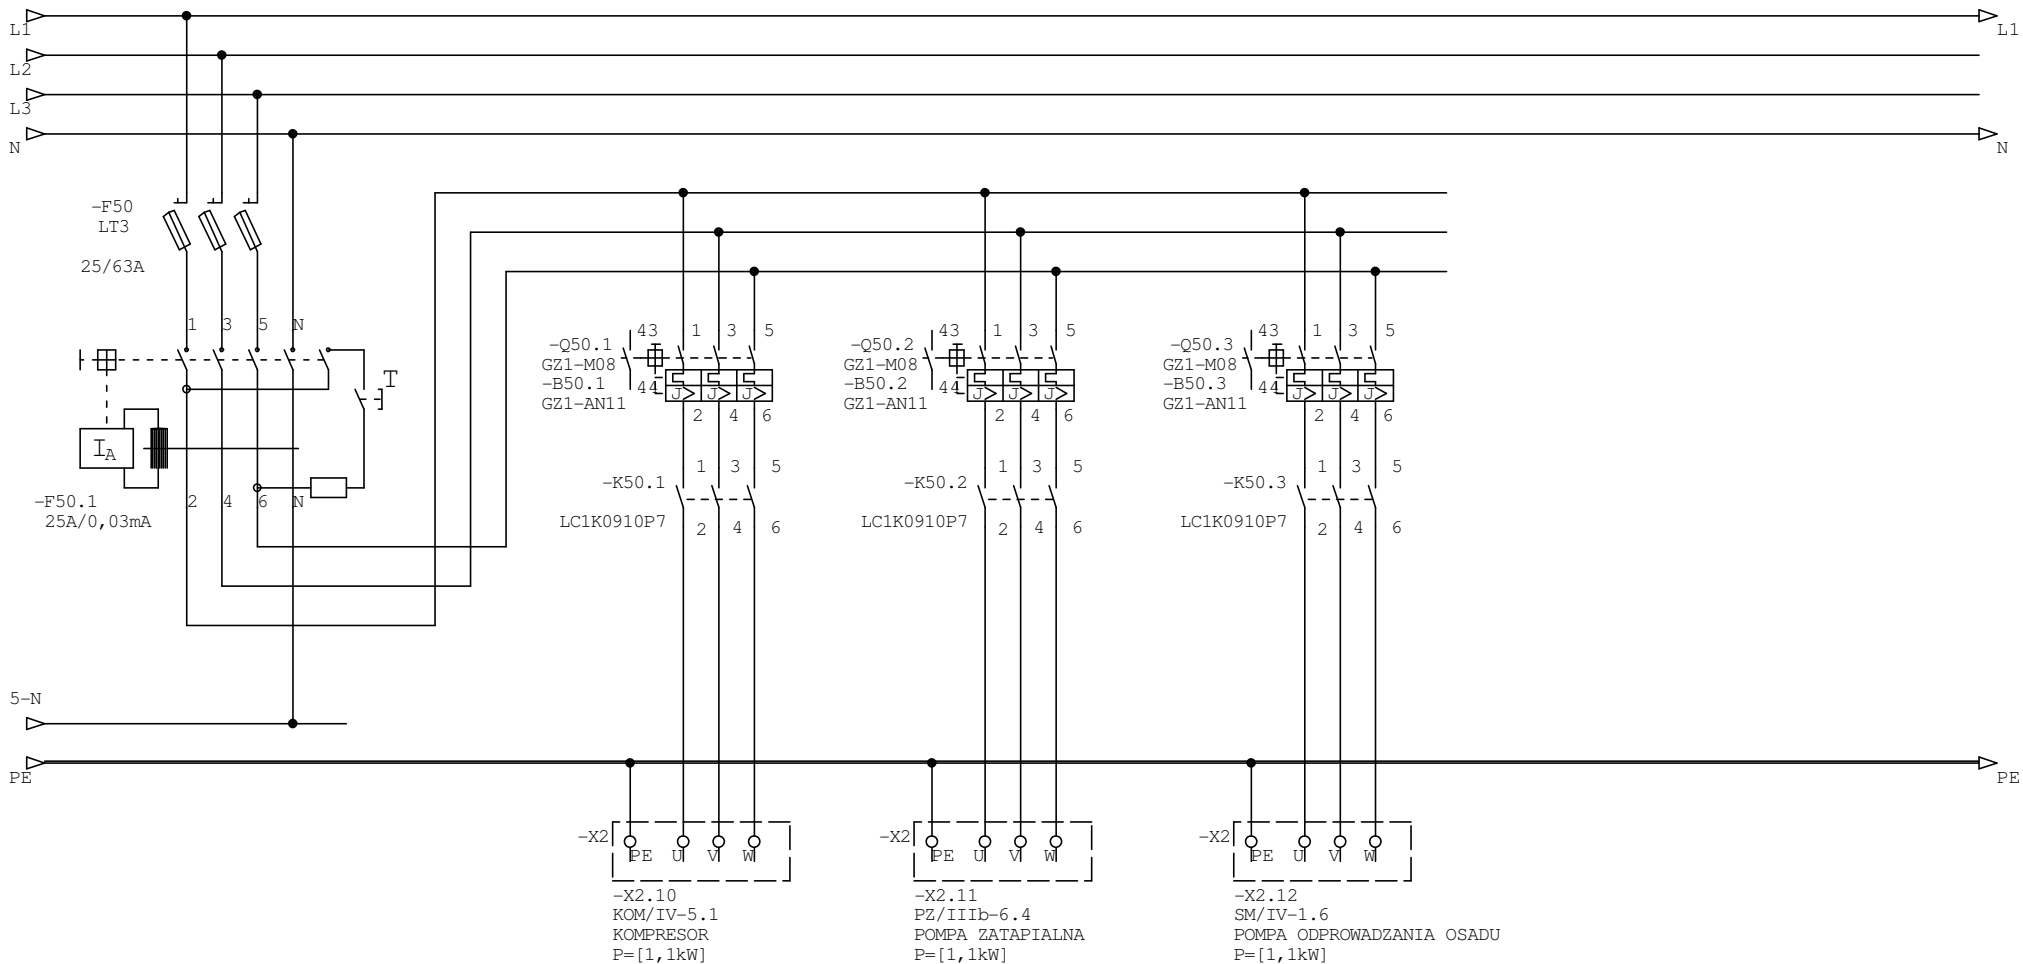 L1
L1
L2
L3
N
N
-F50
LT3
25/63A
1 3 5 N
T
IA
-F50.1
25A/0,03mA
2 4 6 N
-Q50.1
GZ1-M08
-B50.1
GZ1-AN11
43 1 3 5
44
J J J
2 4 6
-Q50.2
GZ1-M08
-B50.2
GZ1-AN11
43 1 3 5
44
J J J
2 4 6
-Q50.3
GZ1-M08
-B50.3
GZ1-AN11
43 1 3 5
44
J J J
2 4 6
1 3 5
-K50.1
LC1K0910P7
2 4 6
1 3 5
-K50.2
LC1K0910P7
2 4 6
1 3 5
-K50.3
LC1K0910P7
2 4 6
5-N
PE
PE
-X2
PE U V W
-X2.10
KOM/IV-5.1
KOMPRESOR
P=[1,1kW]
-X2
PE U V W
-X2.11
PZ/IIIb-6.4
POMPA ZATAPIALNA
P=[1,1kW]
-X2
PE U V W
-X2.12
SM/IV-1.6
POMPA ODPROWADZANIA OSADU
P=[1,1kW]